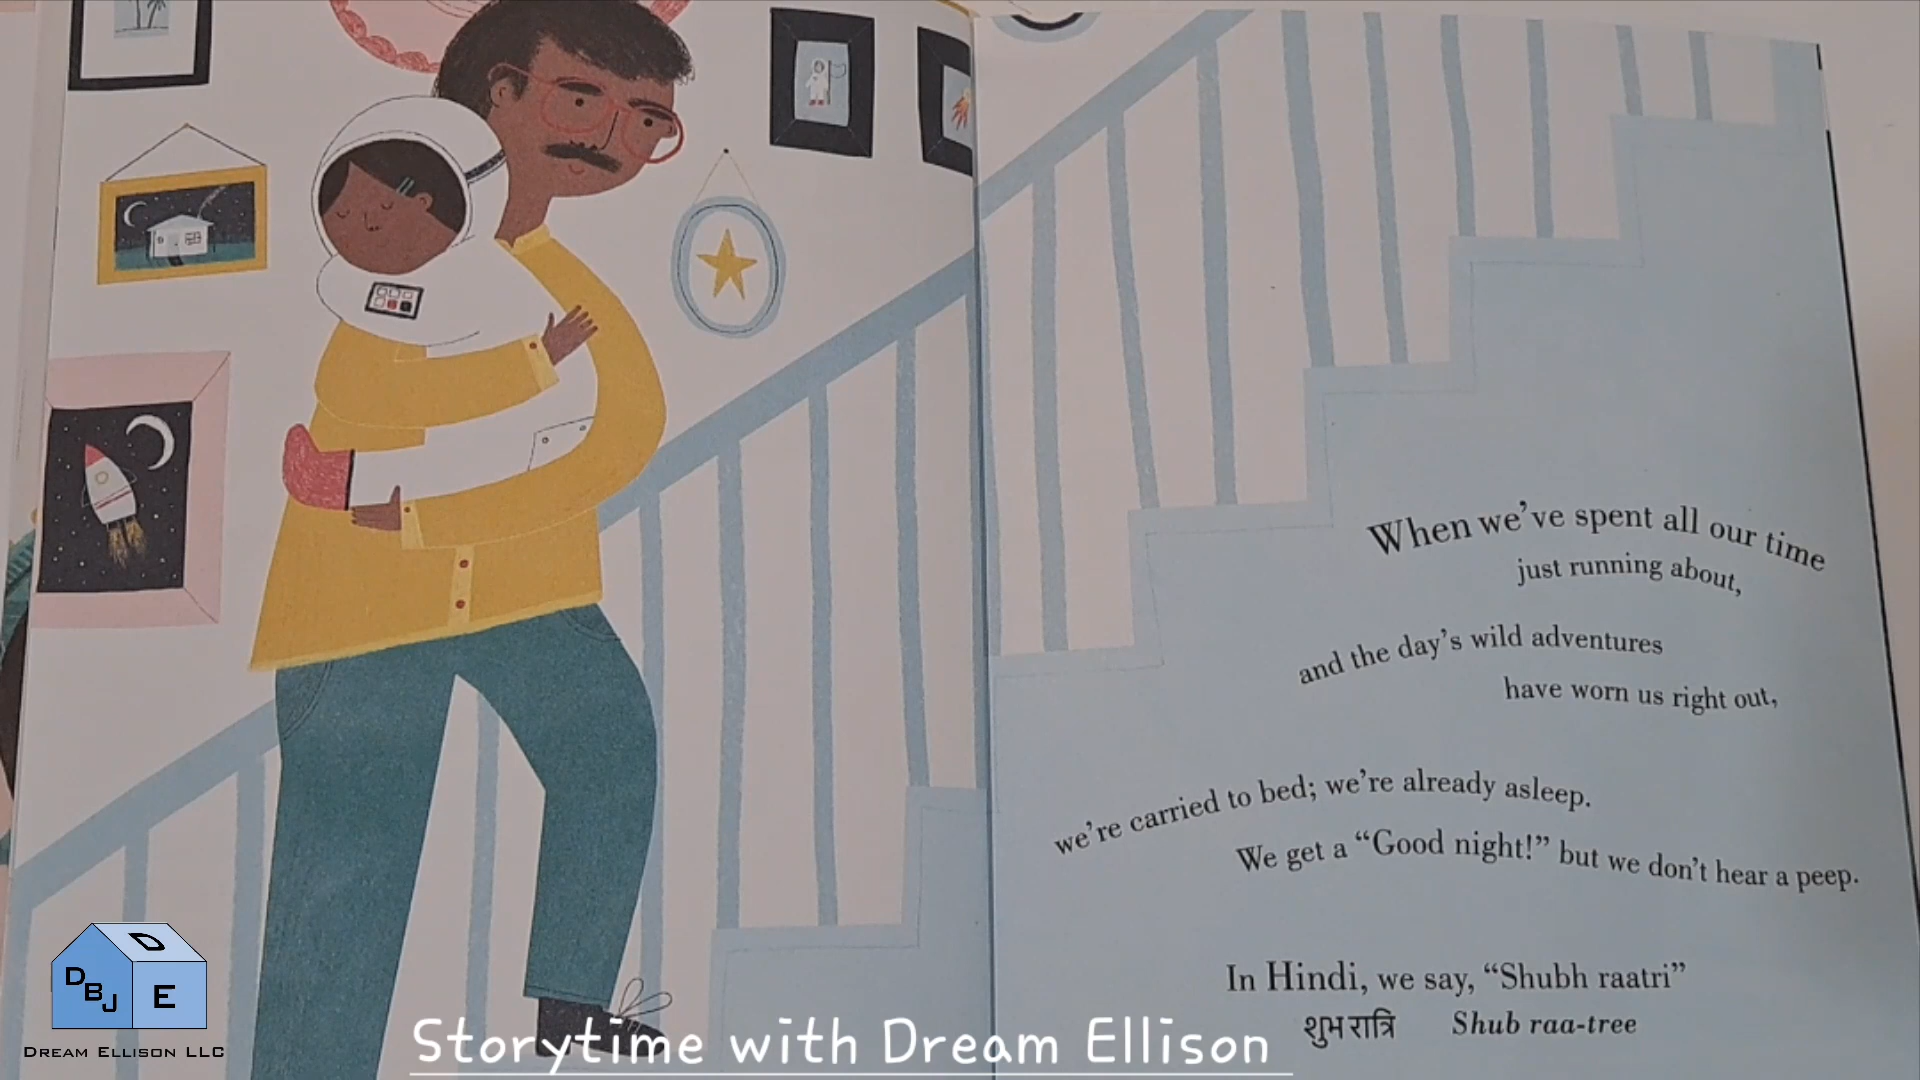 When we've spent all our time
just running about,
and the day's wild adventures
have worn us right out,
we're carried to bed; we're already asleep.
We get a “Good night!” but we don't hear a peep.
In Hindi, we say, “Shubh raatri”
शुभ रात्रि Shub raa-tree
D
DBJ E
DREAM ELLISON LLC
Storytime with Dream Ellison